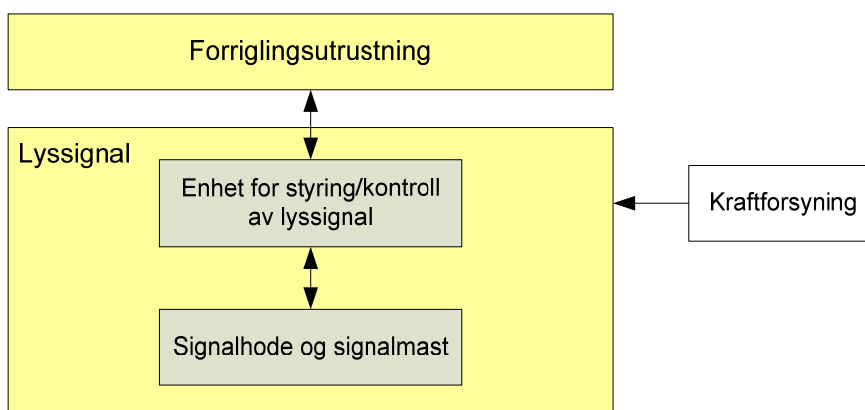 Forriglingsutrustning
Lyssignal
Enhet for styring/kontroll
av lyssignal
Kraftforsyning
Signalhode og signalmast